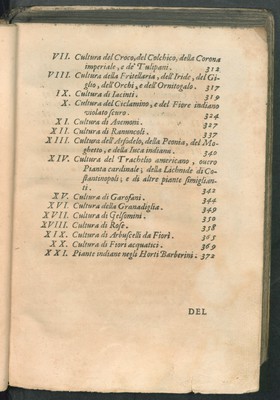 VII. Cultura del Croco, del Colchico, della Corona
imperiale, e de' Tulipani. 312
VIII. Cultura della Fritellaria, dell'Iride, del Gi-
glio, dell'Orchi, e dell'Ornitogalo. 317
IX. Cultura di Iacinti. 319
X. Cultura del Ciclamino, e del Fiore indiano
violato scuro. 324
XI. Cultura di Anemoni. 327
XII. Cultura di Ranuncoli. 337
XIII. Cultura dell'Asfodelo, della Peonia, del Mo-
ghetto, e della Iucca indiana. 340
XIV. Cultura del Trachelio americano, ouero
Pianta cardinale; della Lichnide di Co-
stantinopoli; e di altre piante simiglian-
ti. 342
XV. Cultura di Garofani. 344
XVI. Cultura della Granadiglia. 349
XVII. Cultura di Gelsomini. 350
XVIII. Cultura di Rose. 358
XIX. Cultura di Arbuscelli da Fiori. 365
XX. Cultura di Fiori acquatici. 369
XXI. Piante indiane negli Horti Barberini. 372
DEL